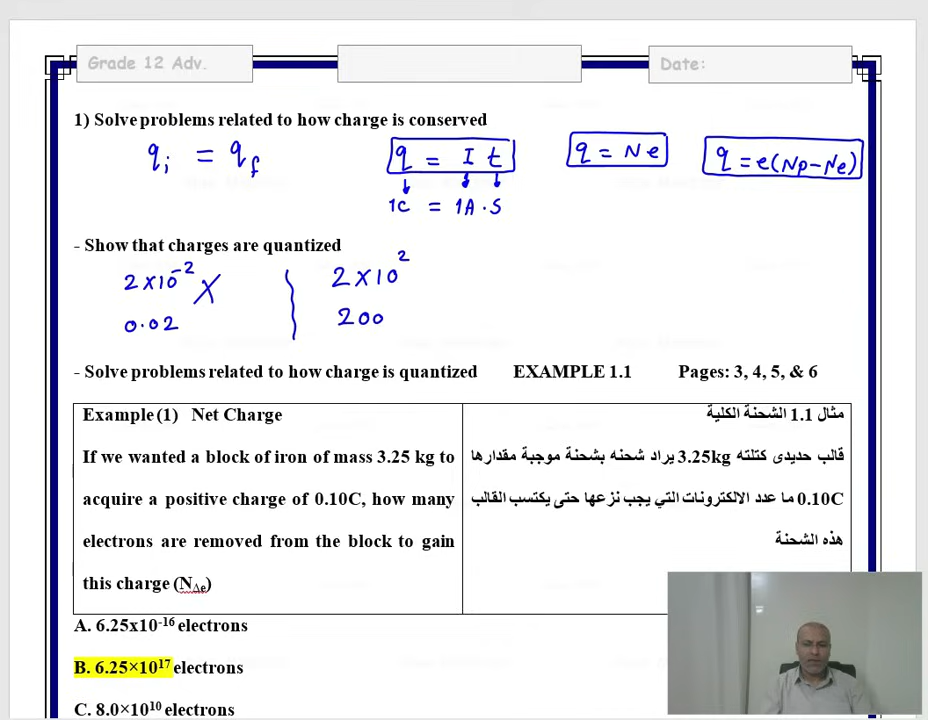 Grade 12 Adv.
Date:
1) Solve problems related to how charge is conserved
qᵢ = q_f
q = I t
1C = 1A.S
q = Ne
q = e(Np-Ne)
- Show that charges are quantized
2×10⁻² X
0.02
2×10²
200
- Solve problems related to how charge is quantized EXAMPLE 1.1 Pages: 3, 4, 5, & 6
Example (1) Net Charge
If we wanted a block of iron of mass 3.25 kg to
acquire a positive charge of 0.10C, how many
electrons are removed from the block to gain
this charge (N∆e)
مثال 1.1 الشحنة الكلية
قالب حديدى كتلته 3.25kg يراد شحنه بشحنة موجبة مقدارها
0.10C ما عدد الالكترونات التي يجب نزعها حتى يكتسب القالب
هذه الشحنة
A. 6.25x10⁻¹⁶ electrons
B. 6.25×10¹⁷ electrons
C. 8.0×10¹⁰ electrons